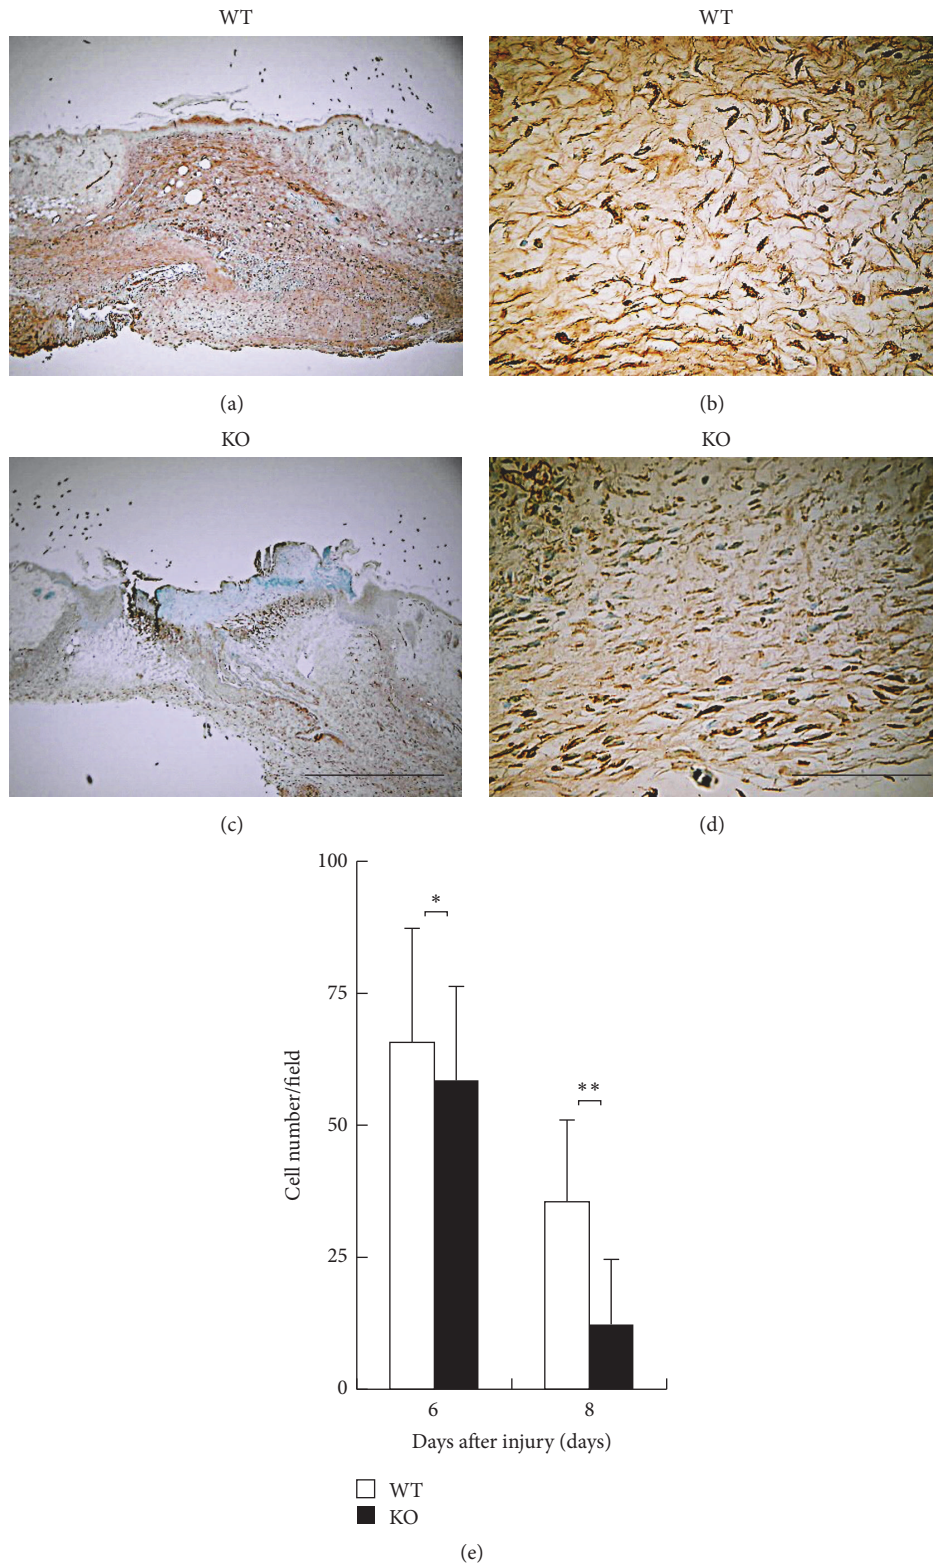 WT
WT
(a)
(b)
KO
KO
(c)
(d)
100
75
50
25
0
Cell number/field
*
**
6
8
Days after injury (days)
WT
KO
(e)